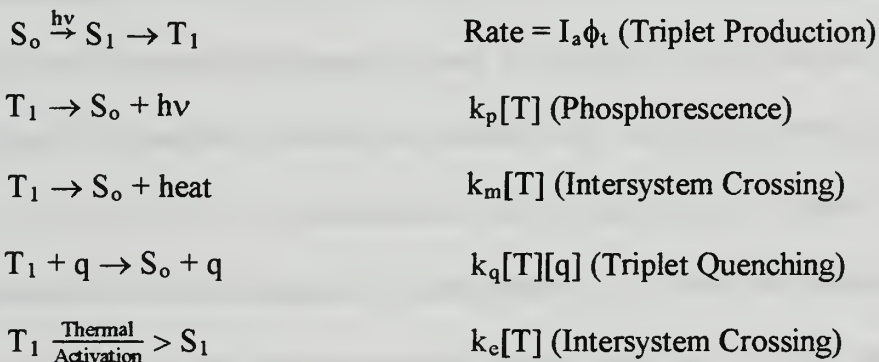 S₀ hν→ S₁ → T₁ Rate = Iₐϕₜ (Triplet Production)
T₁ → S₀ + hν kₚ[T] (Phosphorescence)
T₁ → S₀ + heat kₘ[T] (Intersystem Crossing)
T₁ + q → S₀ + q k_q[T][q] (Triplet Quenching)
T₁ Thermal Activation > S₁ kₑ[T] (Intersystem Crossing)